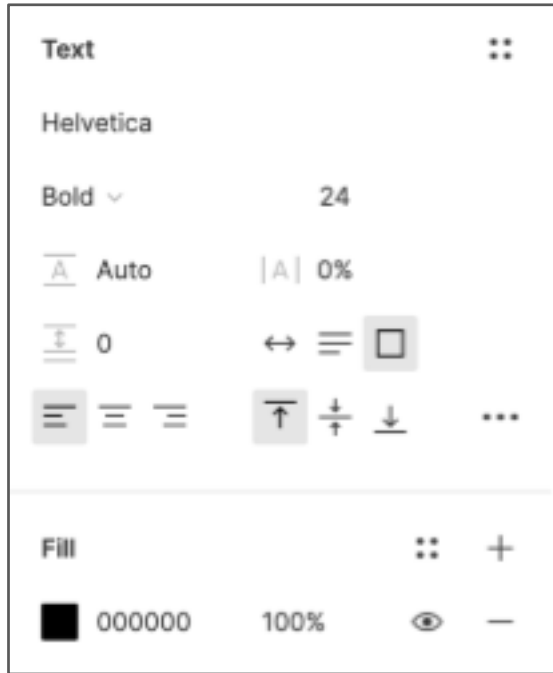 Text
Helvetica
Bold 24
A Auto |A| 0%
0
Fill
000000 100%